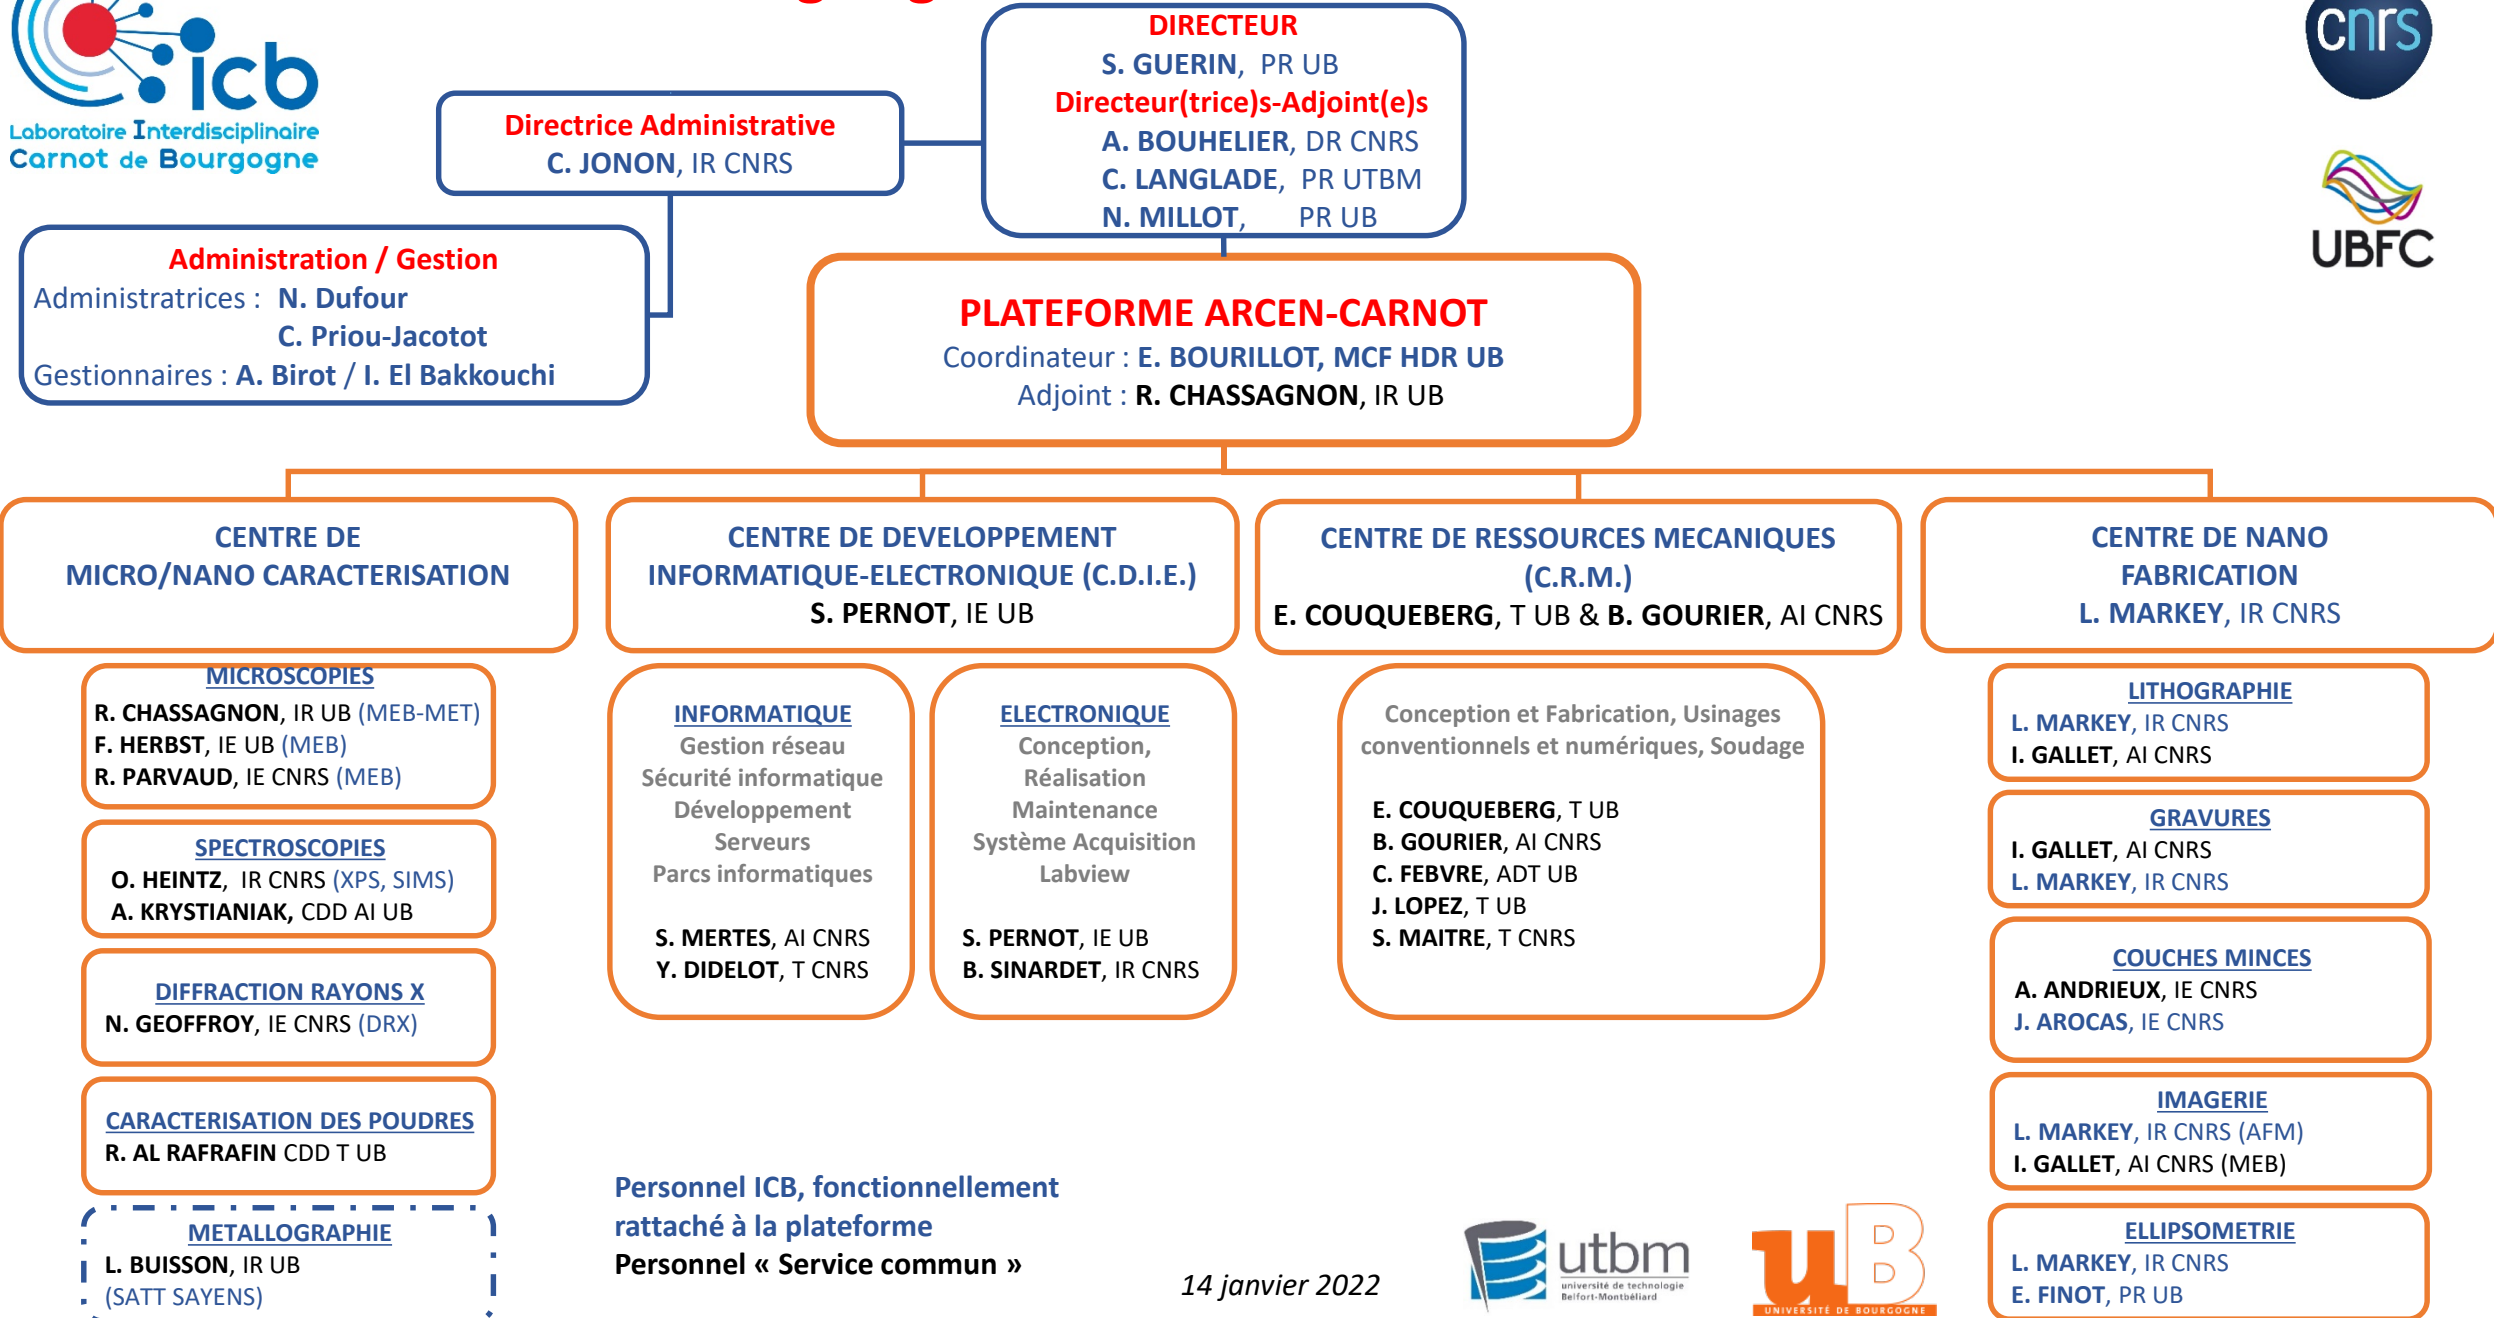 icb
Laboratoire Interdisciplinaire
Carnot de Bourgogne
cnrs
UBFC
DIRECTEUR
S. GUERIN, PR UB
Directeur(trice)s-Adjoint(e)s
A. BOUHELIER, DR CNRS
C. LANGLADE, PR UTBM
N. MILLOT, PR UB
Directrice Administrative
C. JONON, IR CNRS
Administration / Gestion
Administratrices : N. Dufour
C. Priou-Jacotot
Gestionnaires : A. Birot / I. El Bakkouchi
PLATEFORME ARCEN-CARNOT
Coordinateur : E. BOURILLOT, MCF HDR UB
Adjoint : R. CHASSAGNON, IR UB
CENTRE DE
MICRO/NANO CARACTERISATION
MICROSCOPIES
R. CHASSAGNON, IR UB (MEB-MET)
F. HERBST, IE UB (MEB)
R. PARVAUD, IE CNRS (MEB)
SPECTROSCOPIES
O. HEINTZ, IR CNRS (XPS, SIMS)
A. KRYSTIANIAK, CDD AI UB
DIFFRACTION RAYONS X
N. GEOFFROY, IE CNRS (DRX)
CARACTERISATION DES POUDRES
R. AL RAFRAFIN CDD T UB
METALLOGRAPHIE
L. BUISSON, IR UB
(SATT SAYENS)
CENTRE DE DEVELOPPEMENT
INFORMATIQUE-ELECTRONIQUE (C.D.I.E.)
S. PERNOT, IE UB
INFORMATIQUE
Gestion réseau
Sécurité informatique
Développement
Serveurs
Parcs informatiques
S. MERTES, AI CNRS
Y. DIDELOT, T CNRS
ELECTRONIQUE
Conception,
Réalisation
Maintenance
Système Acquisition
Labview
S. PERNOT, IE UB
B. SINARDET, IR CNRS
CENTRE DE RESSOURCES MECANIQUES
(C.R.M.)
E. COUQUEBERG, T UB & B. GOURIER, AI CNRS
Conception et Fabrication, Usinages
conventionnels et numériques, Soudage
E. COUQUEBERG, T UB
B. GOURIER, AI CNRS
C. FEBVRE, ADT UB
J. LOPEZ, T UB
S. MAITRE, T CNRS
CENTRE DE NANO
FABRICATION
L. MARKEY, IR CNRS
LITHOGRAPHIE
L. MARKEY, IR CNRS
I. GALLET, AI CNRS
GRAVURES
I. GALLET, AI CNRS
L. MARKEY, IR CNRS
COUCHES MINCES
A. ANDRIEUX, IE CNRS
J. AROCAS, IE CNRS
IMAGERIE
L. MARKEY, IR CNRS (AFM)
I. GALLET, AI CNRS (MEB)
ELLIPSOMETRIE
L. MARKEY, IR CNRS
E. FINOT, PR UB
Personnel ICB, fonctionnellement
rattaché à la plateforme
Personnel « Service commun »
14 janvier 2022
utbm
université de technologie
Belfort-Montbéliard
uB
UNIVERSITÉ DE BOURGOGNE